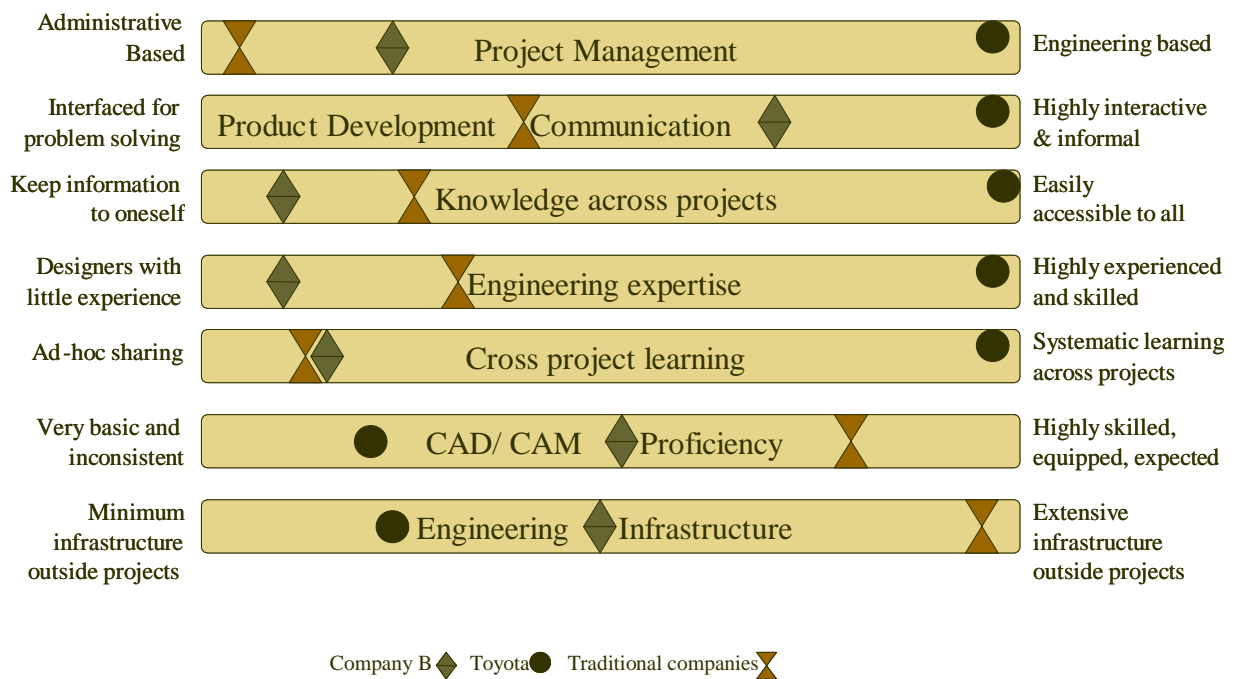 Administrative
Based
Project Management
Engineering based
Interfaced for
problem solving
Product Development Communication
Highly interactive
& informal
Keep information
to oneself
Knowledge across projects
Easily
accessible to all
Designers with
little experience
Engineering expertise
Highly experienced
and skilled
Ad-hoc sharing
Cross project learning
Systematic learning
across projects
Very basic and
inconsistent
CAD/ CAM Proficiency
Highly skilled,
equipped, expected
Minimum
infrastructure
outside projects
Engineering Infrastructure
Extensive
infrastructure
outside projects
Company B Toyota Traditional companies